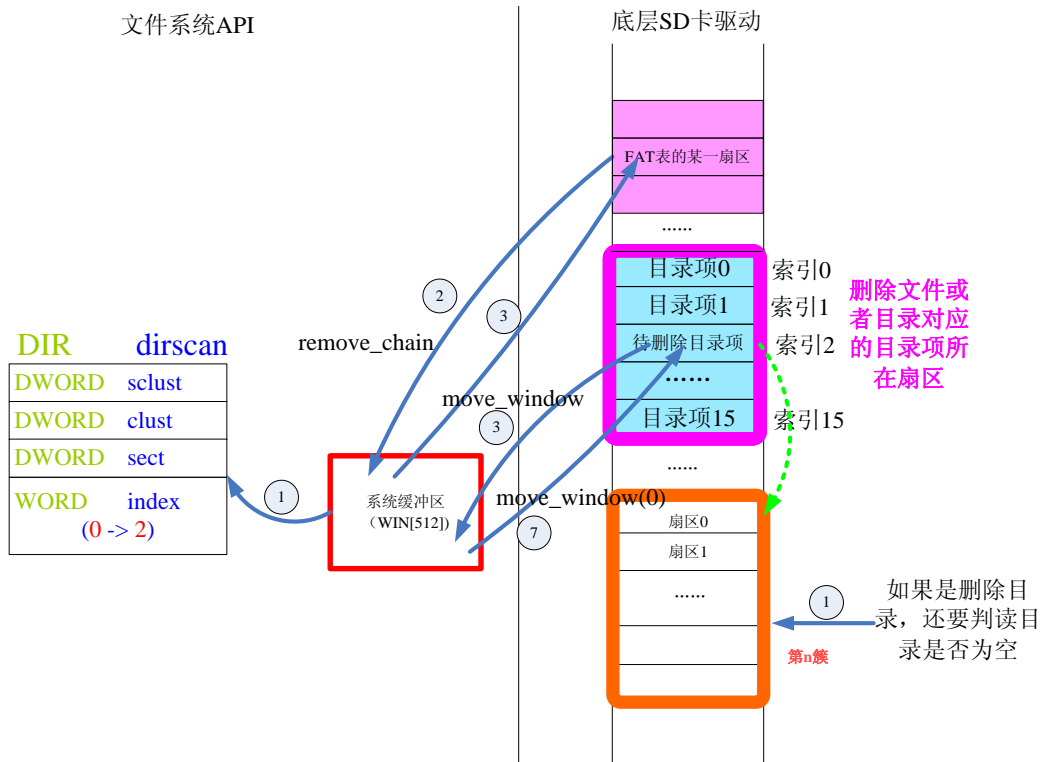 文件系统API
底层SD卡驱动
FAT表的某一扇区
......
目录项0
索引0
目录项1
索引1
待删除目录项
索引2
......
目录项15
索引15
删除文件或
者目录对应
的目录项所
在扇区
2
3
remove_chain
move_window
3
DIR dirscan
DWORD sclust
DWORD clust
DWORD sect
WORD index
(0 -> 2)
1
系统缓冲区
（WIN[512])
move_window(0)
7
......
扇区0
扇区1
......
1
如果是删除目
录，还要判读目
录是否为空
第n簇